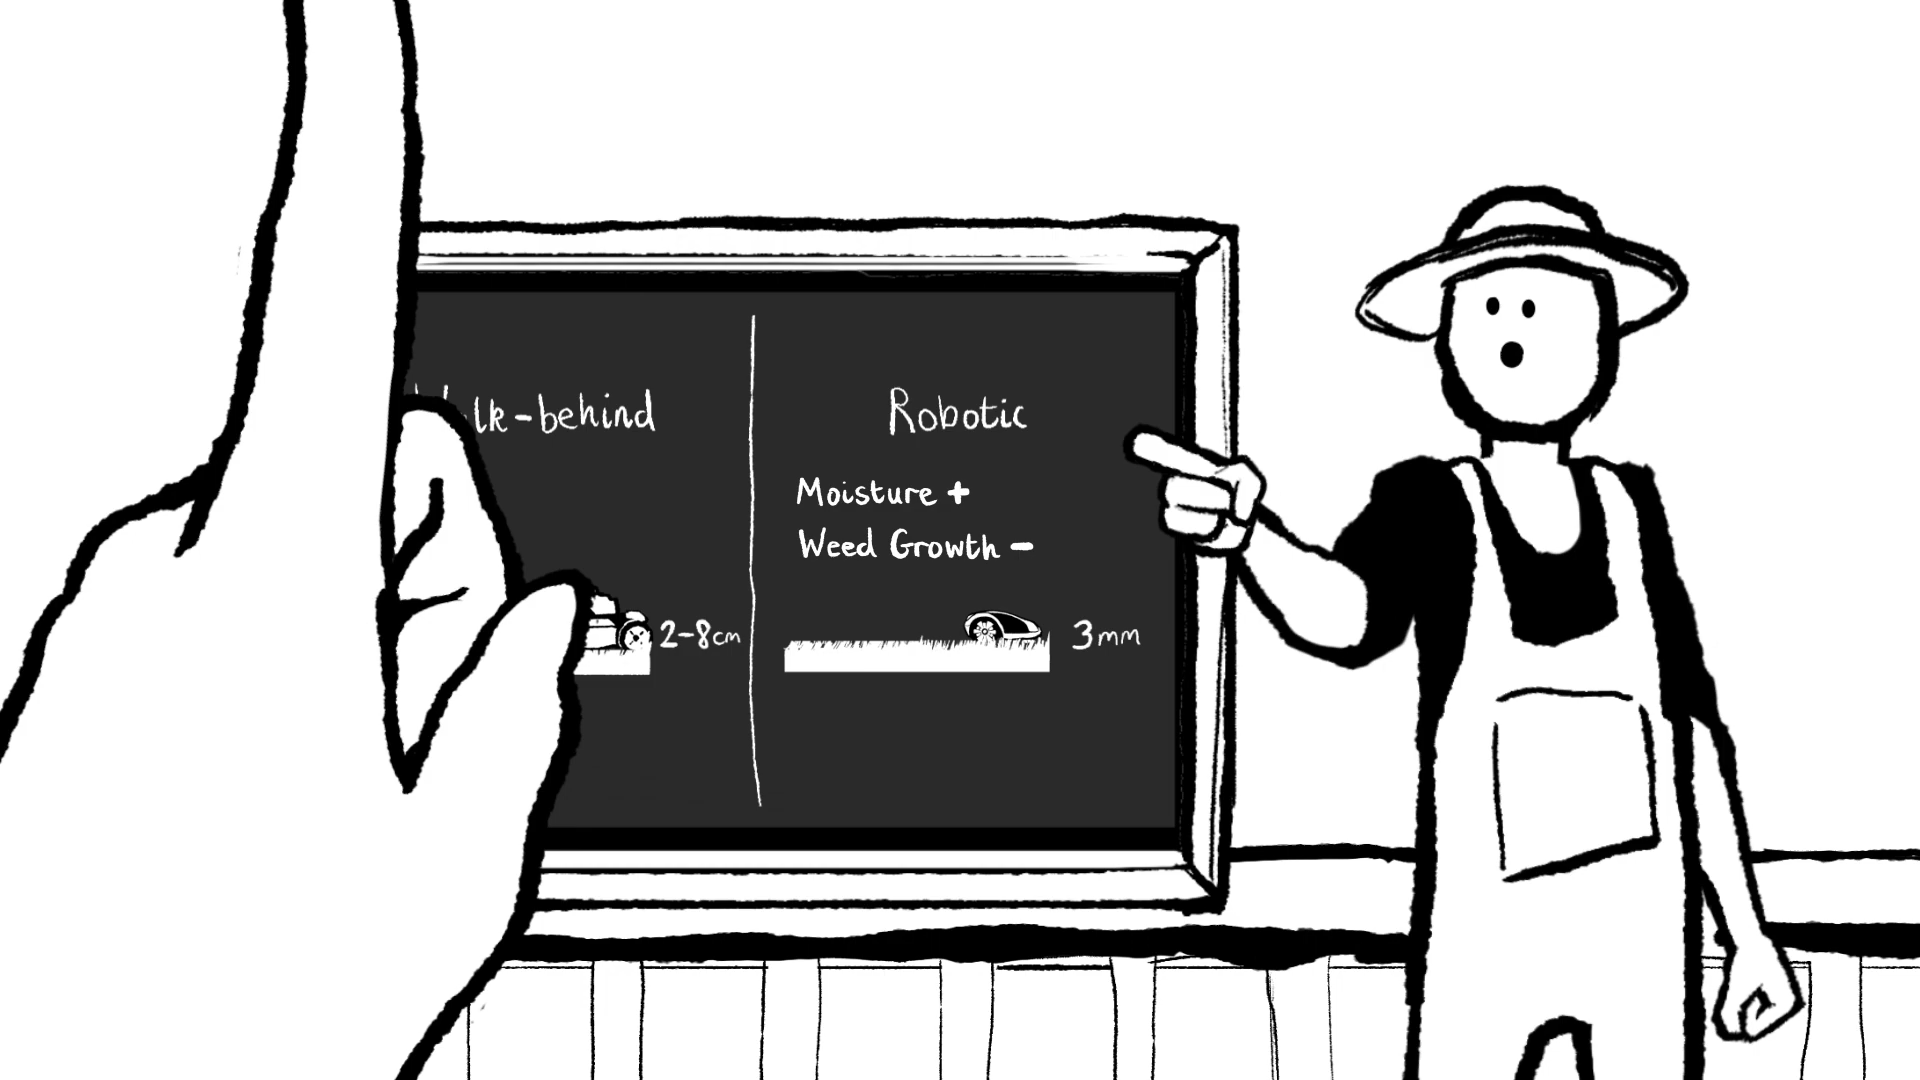 lk-behind
2-8cm
Robotic
Moisture +
Weed Growth -
3mm